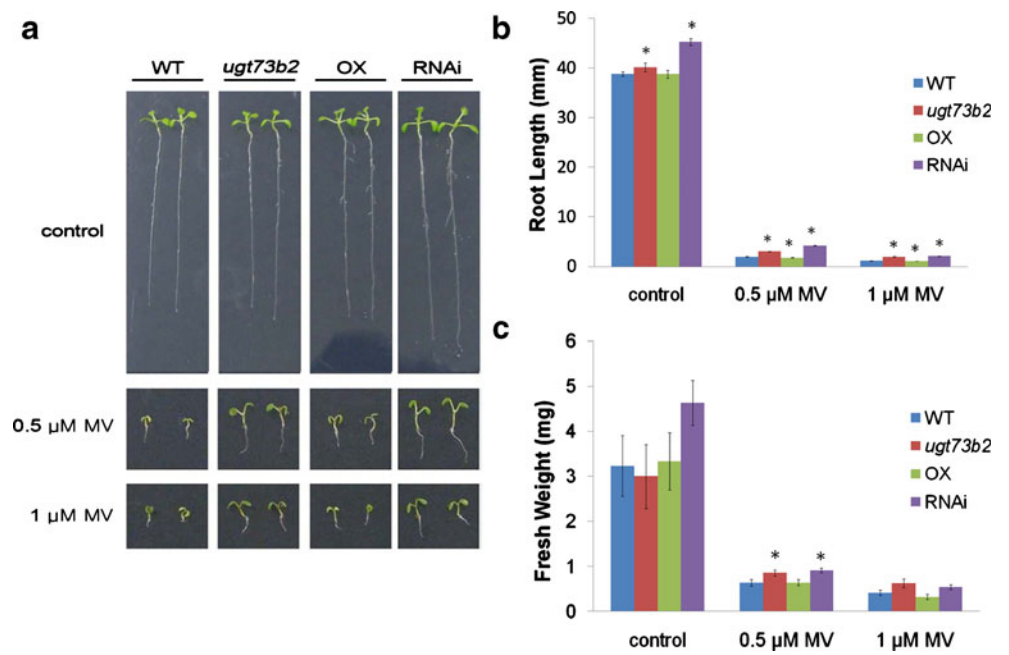 a
WT ugt73b2 OX RNAi
control
0.5 µM MV
1 µM MV
b
Root Length (mm)
50
40
30
20
10
0
* * * * * * * *
control 0.5 µM MV 1 µM MV
WT
ugt73b2
OX
RNAi
c
Fresh Weight (mg)
6
5
4
3
2
1
0
* *
control 0.5 µM MV 1 µM MV
WT
ugt73b2
OX
RNAi